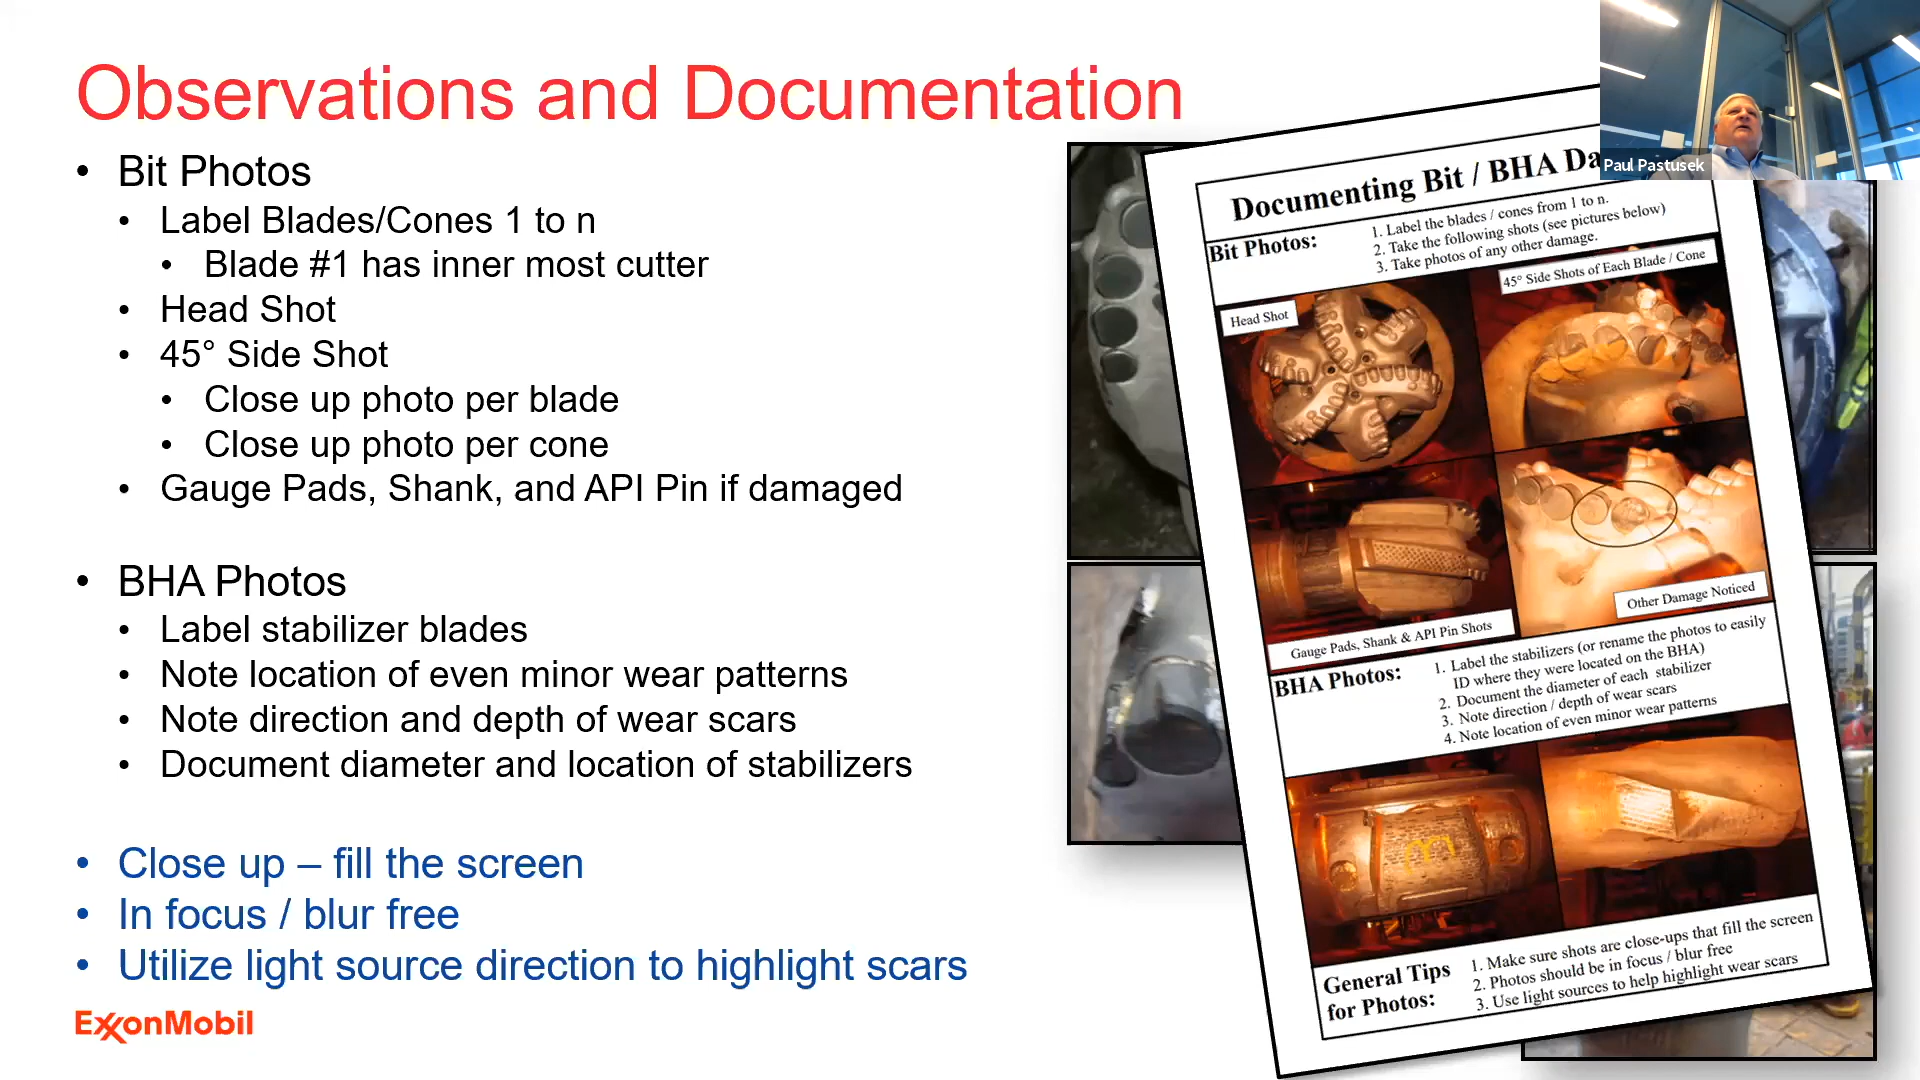 Observations and Documentation
• Bit Photos
• Label Blades/Cones 1 to n
• Blade #1 has inner most cutter
• Head Shot
• 45° Side Shot
• Close up photo per blade
• Close up photo per cone
• Gauge Pads, Shank, and API Pin if damaged
• BHA Photos
• Label stabilizer blades
• Note location of even minor wear patterns
• Note direction and depth of wear scars
• Document diameter and location of stabilizers
• Close up – fill the screen
• In focus / blur free
• Utilize light source direction to highlight scars
ExxonMobil
Paul Pastusek
Documenting Bit / BHA Da
Bit Photos:
1. Label the blades / cones from 1 to n.
2. Take the following shots (see pictures below)
3. Take photos of any other damage.
Head Shot
45° Side Shots of Each Blade / Cone
Gauge Pads, Shank & API Pin Shots
Other Damage Noticed
BHA Photos:
1. Label the stabilizers (or rename the photos to easily
ID where they were located on the BHA)
2. Document the diameter of each stabilizer
3. Note direction / depth of wear scars
4. Note location of even minor wear patterns
General Tips
for Photos:
1. Make sure shots are close-ups that fill the screen
2. Photos should be in focus / blur free
3. Use light sources to help highlight wear scars